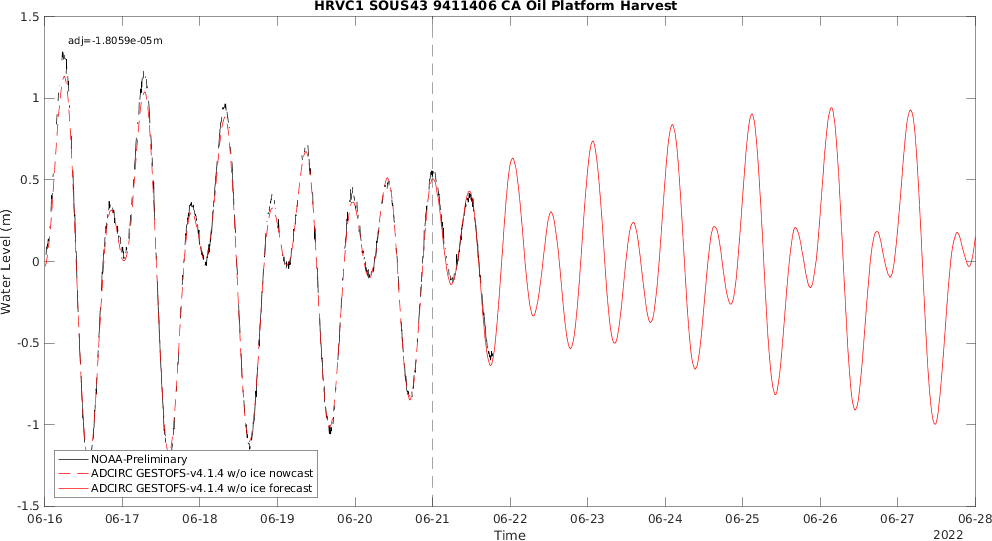 HRVC1 SOUS43 9411406 CA Oil Platform Harvest
adj=-1.8059e-05m
Water Level (m)
1.5
1
0.5
0
-0.5
-1
-1.5
NOAA-Preliminary
ADCIRC GESTOFS-v4.1.4 w/o ice nowcast
ADCIRC GESTOFS-v4.1.4 w/o ice forecast
06-16 06-17 06-18 06-19 06-20 06-21 06-22 06-23 06-24 06-25 06-26 06-27 06-28
Time
2022